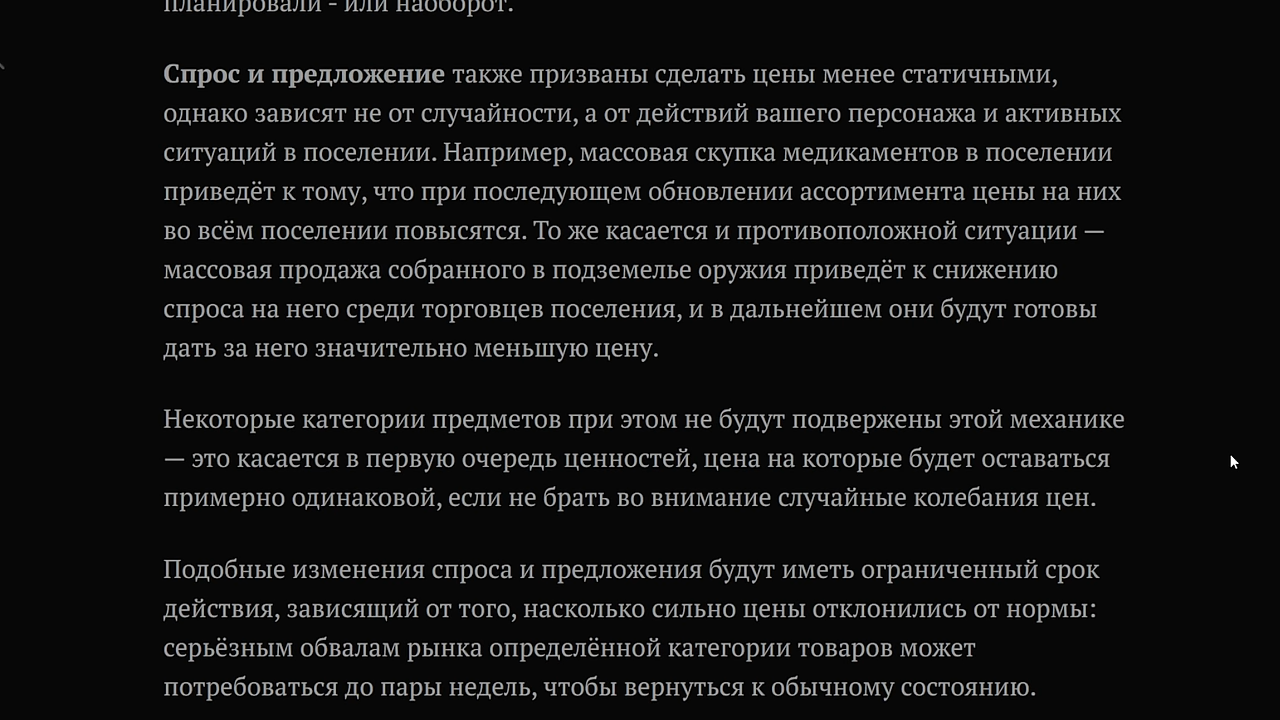 планировали - или наоборот.
Спрос и предложение также призваны сделать цены менее статичными,
однако зависят не от случайности, а от действий вашего персонажа и активных
ситуаций в поселении. Например, массовая скупка медикаментов в поселении
приведёт к тому, что при последующем обновлении ассортимента цены на них
во всём поселении повысятся. То же касается и противоположной ситуации —
массовая продажа собранного в подземелье оружия приведёт к снижению
спроса на него среди торговцев поселения, и в дальнейшем они будут готовы
дать за него значительно меньшую цену.
Некоторые категории предметов при этом не будут подвержены этой механике
— это касается в первую очередь ценностей, цена на которые будет оставаться
примерно одинаковой, если не брать во внимание случайные колебания цен.
Подобные изменения спроса и предложения будут иметь ограниченный срок
действия, зависящий от того, насколько сильно цены отклонились от нормы:
серьёзным обвалам рынка определённой категории товаров может
потребоваться до пары недель, чтобы вернуться к обычному состоянию.